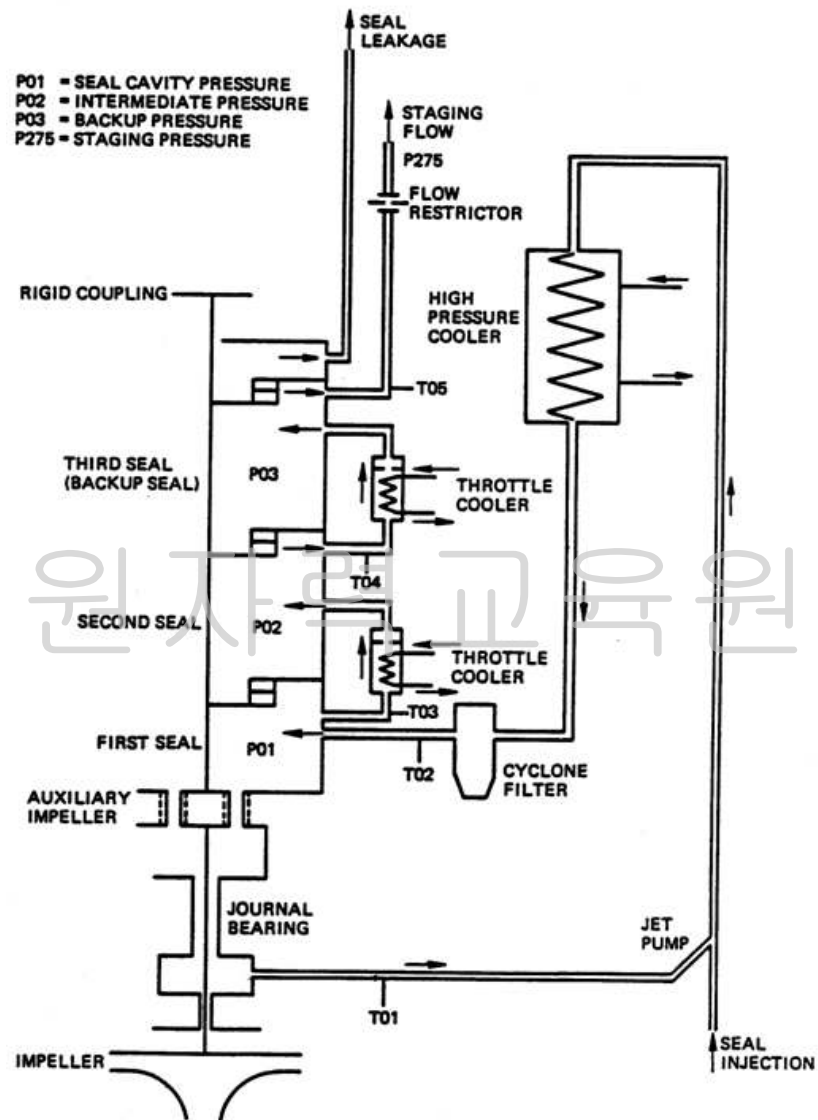 SEAL
LEAKAGE
P01 = SEAL CAVITY PRESSURE
P02 = INTERMEDIATE PRESSURE
P03 = BACKUP PRESSURE
P275 = STAGING PRESSURE
STAGING
FLOW
P275
FLOW
RESTRICTOR
RIGID COUPLING
HIGH
PRESSURE
COOLER
T05
THIRD SEAL
(BACKUP SEAL)
P03
THROTTLE
COOLER
T04
원자력교육원
SECOND SEAL
P02
THROTTLE
COOLER
T03
FIRST SEAL
P01
T02
CYCLONE
FILTER
AUXILIARY
IMPELLER
JOURNAL
BEARING
JET
PUMP
T01
IMPELLER
SEAL
INJECTION